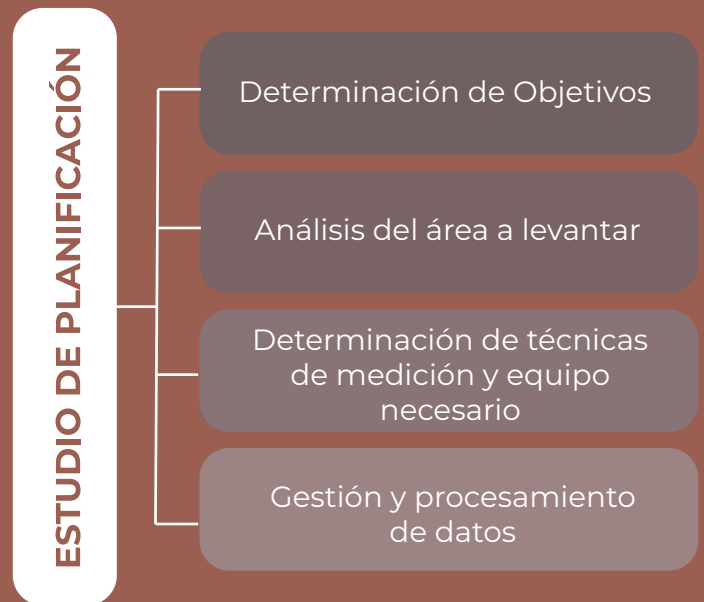 ESTUDIO DE PLANIFICACIÓN
Determinación de Objetivos
Análisis del área a levantar
Determinación de técnicas
de medición y equipo
necesario
Gestión y procesamiento
de datos